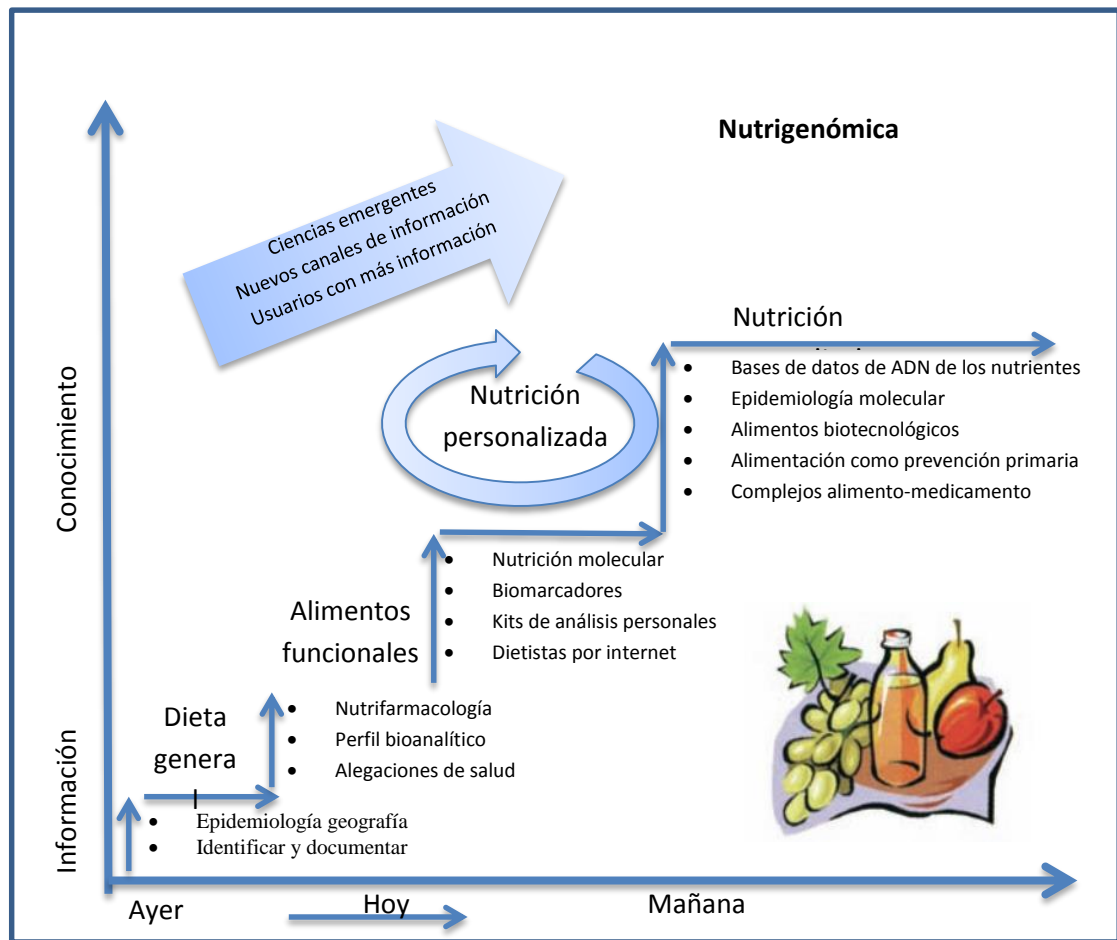 Nutrigenómica
Ciencias emergentes
Nuevos canales de información
Usuarios con más información
Nutrición
• Bases de datos de ADN de los nutrientes
• Epidemiología molecular
• Alimentos biotecnológicos
• Alimentación como prevención primaria
• Complejos alimento-medicamento
Nutrición
personalizada
• Nutrición molecular
• Biomarcadores
• Kits de análisis personales
• Dietistas por internet
Alimentos
funcionales
• Nutrifarmacología
• Perfil bioanalítico
• Alegaciones de salud
Dieta
genera
l
• Epidemiología geografía
• Identificar y documentar
Conocimiento
Información
Ayer
Hoy
Mañana